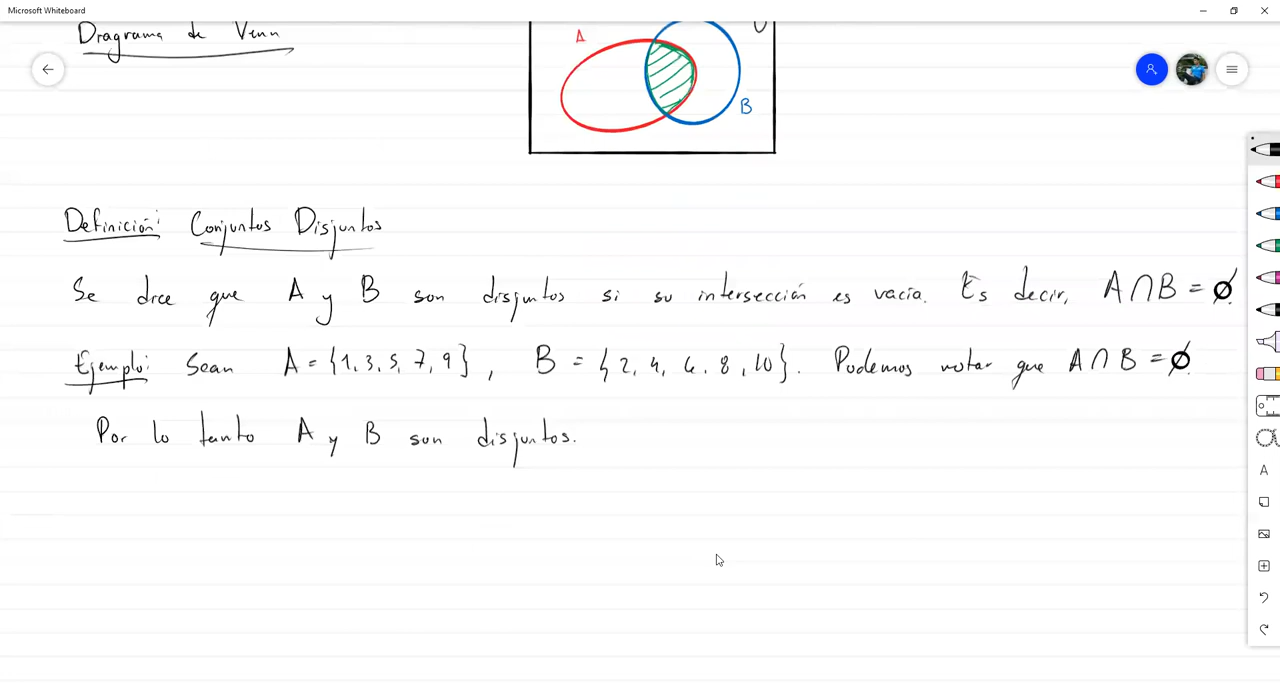 Microsoft Whiteboard
Diagrama de Venn
A
U
B
Definición: Conjuntos Disjuntos
Se dice que A y B son disjuntos si su intersección es vacía. Es decir, A ∩ B = ∅.
Ejemplo: Sean A = {1, 3, 5, 7, 9}, B = {2, 4, 6, 8, 10}. Podemos notar que A ∩ B = ∅.
Por lo tanto A y B son disjuntos.
A